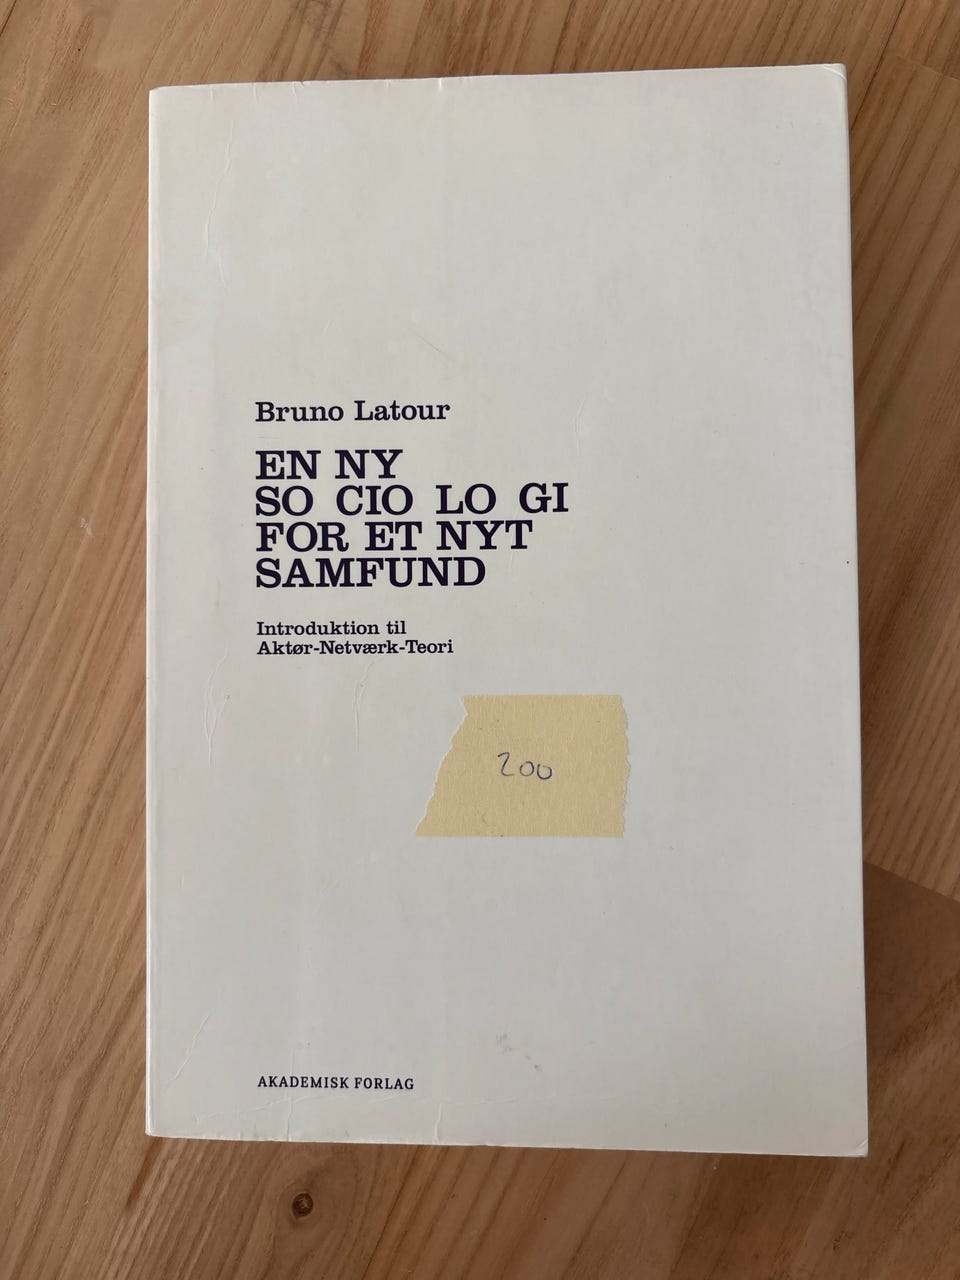 Bruno Latour
EN NY
SO CIO LO GI
FOR ET NYT
SAMFUND
Introduktion til
Aktør-Netværk-Teori
200
AKADEMISK FORLAG